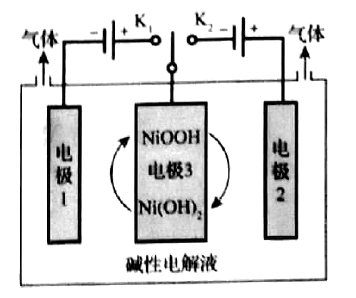 气体
− + K₁ K₂ − +
气体
电极1
NiOOH
电极3
Ni(OH)₂
电极2
碱性电解液